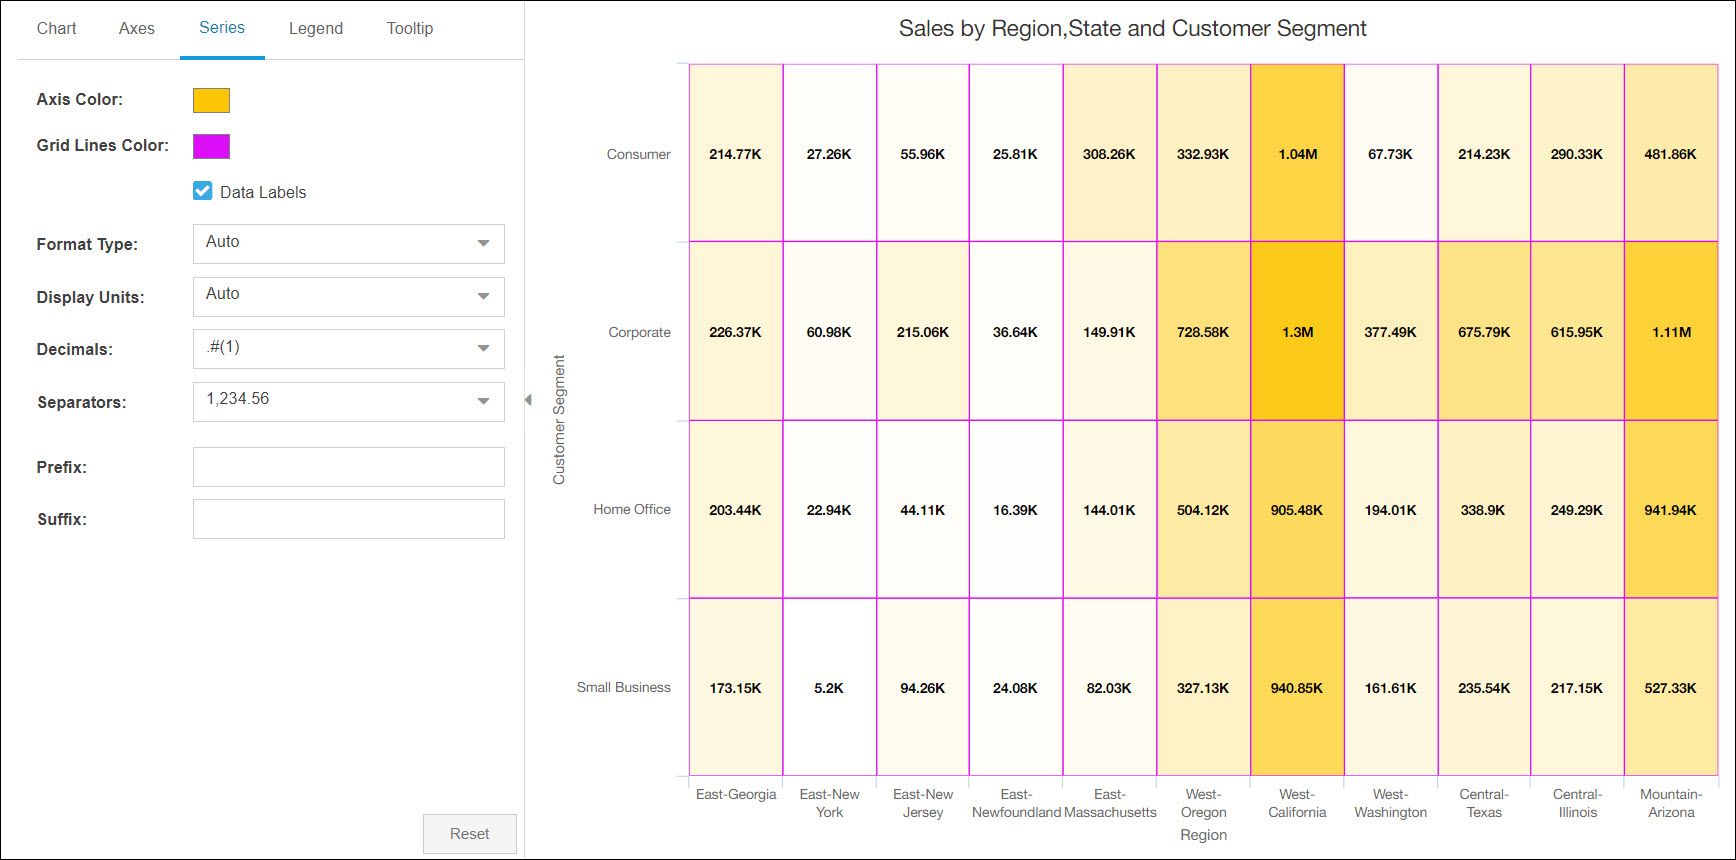 Chart Axes Series Legend Tooltip
Axis Color:
Grid Lines Color:
Data Labels
Format Type: Auto
Display Units: Auto
Decimals: .#(1)
Separators: 1,234.56
Prefix:
Suffix:
Reset
Sales by Region,State and Customer Segment
Customer Segment
Consumer 214.77K 27.26K 55.96K 25.81K 308.26K 332.93K 1.04M 67.73K 214.23K 290.33K 481.86K
Corporate 226.37K 60.98K 215.06K 36.64K 149.91K 728.58K 1.3M 377.49K 675.79K 615.95K 1.11M
Home Office 203.44K 22.94K 44.11K 16.39K 144.01K 504.12K 905.48K 194.01K 338.9K 249.29K 941.94K
Small Business 173.15K 5.2K 94.26K 24.08K 82.03K 327.13K 940.85K 161.61K 235.54K 217.15K 527.33K
East-Georgia East-New East-New East- East- West- West- West- Central- Central- Mountain-
York Jersey Newfoundland Massachusetts Oregon California Washington Texas Illinois Arizona
Region